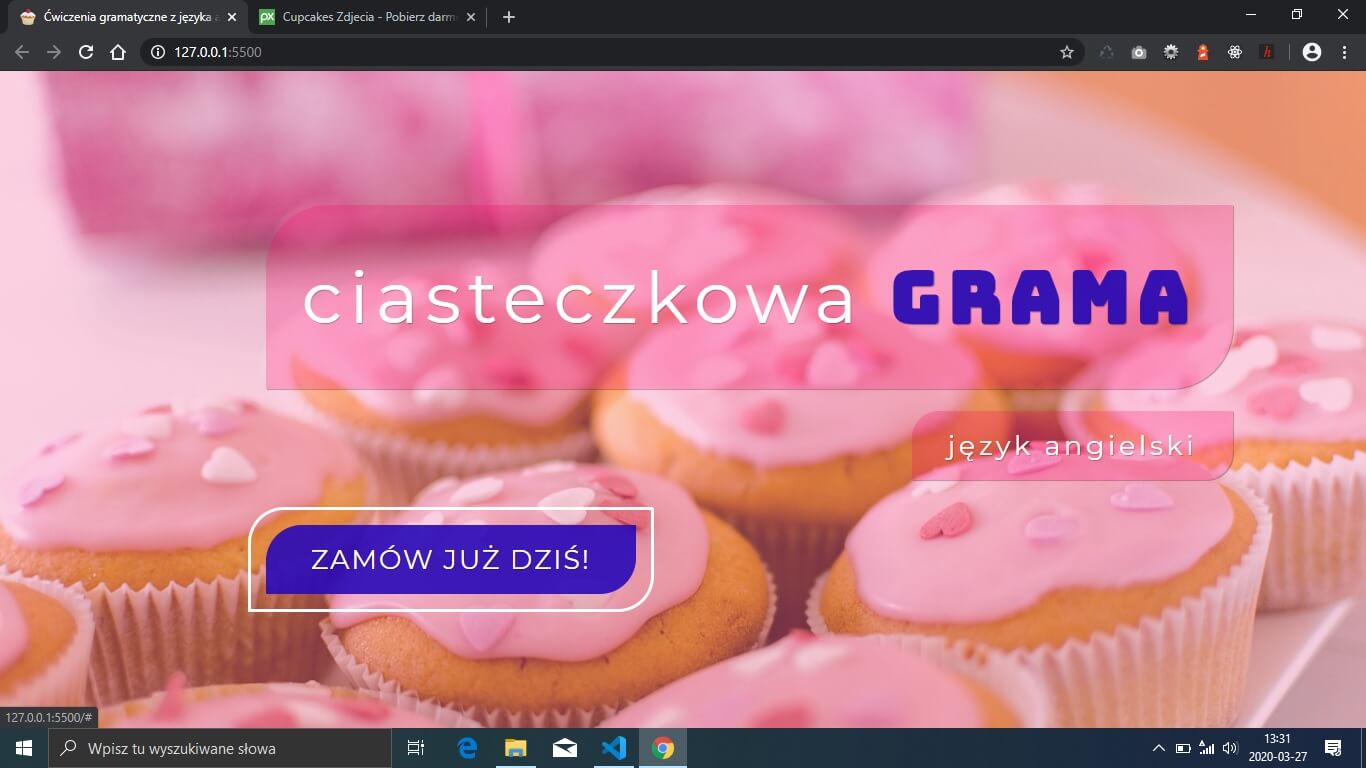 Ćwiczenia gramatyczne z języka a
Cupcakes Zdjecia - Pobierz darm
127.0.0.1:5500
ciasteczkowa GRAMA
język angielski
ZAMÓW JUŻ DZIŚ!
127.0.0.1:5500/#
Wpisz tu wyszukiwane słowa
13:31
2020-03-27